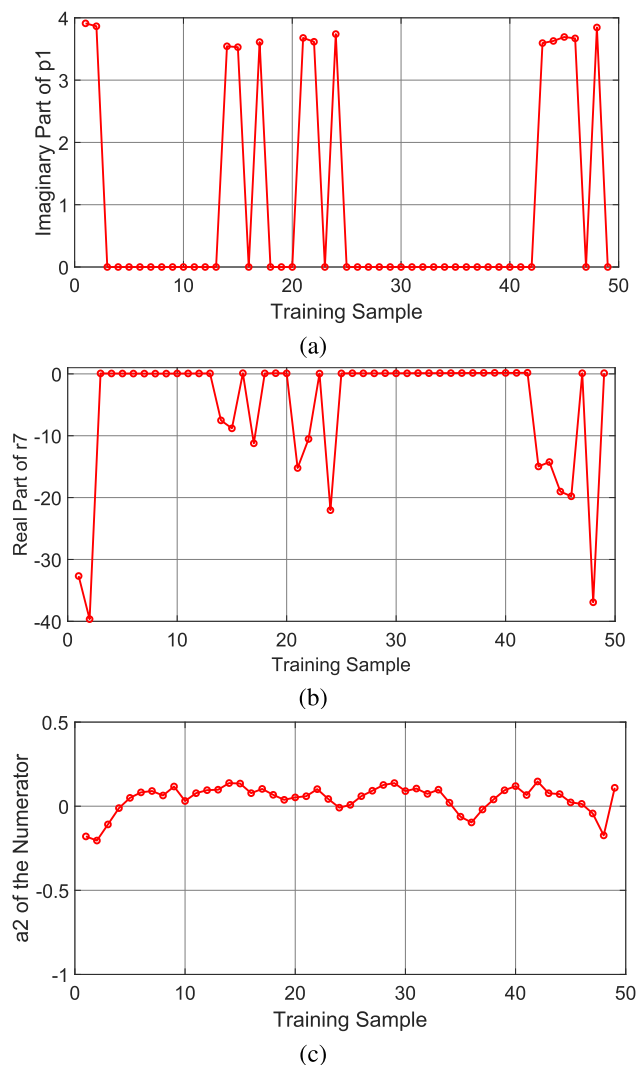 4
3
2
1
0
Imaginary Part of p1
0 10 20 30 40 50
Training Sample
(a)
0
-10
-20
-30
-40
Real Part of r7
0 10 20 30 40 50
Training Sample
(b)
0.5
0
-0.5
-1
a2 of the Numerator
0 10 20 30 40 50
Training Sample
(c)